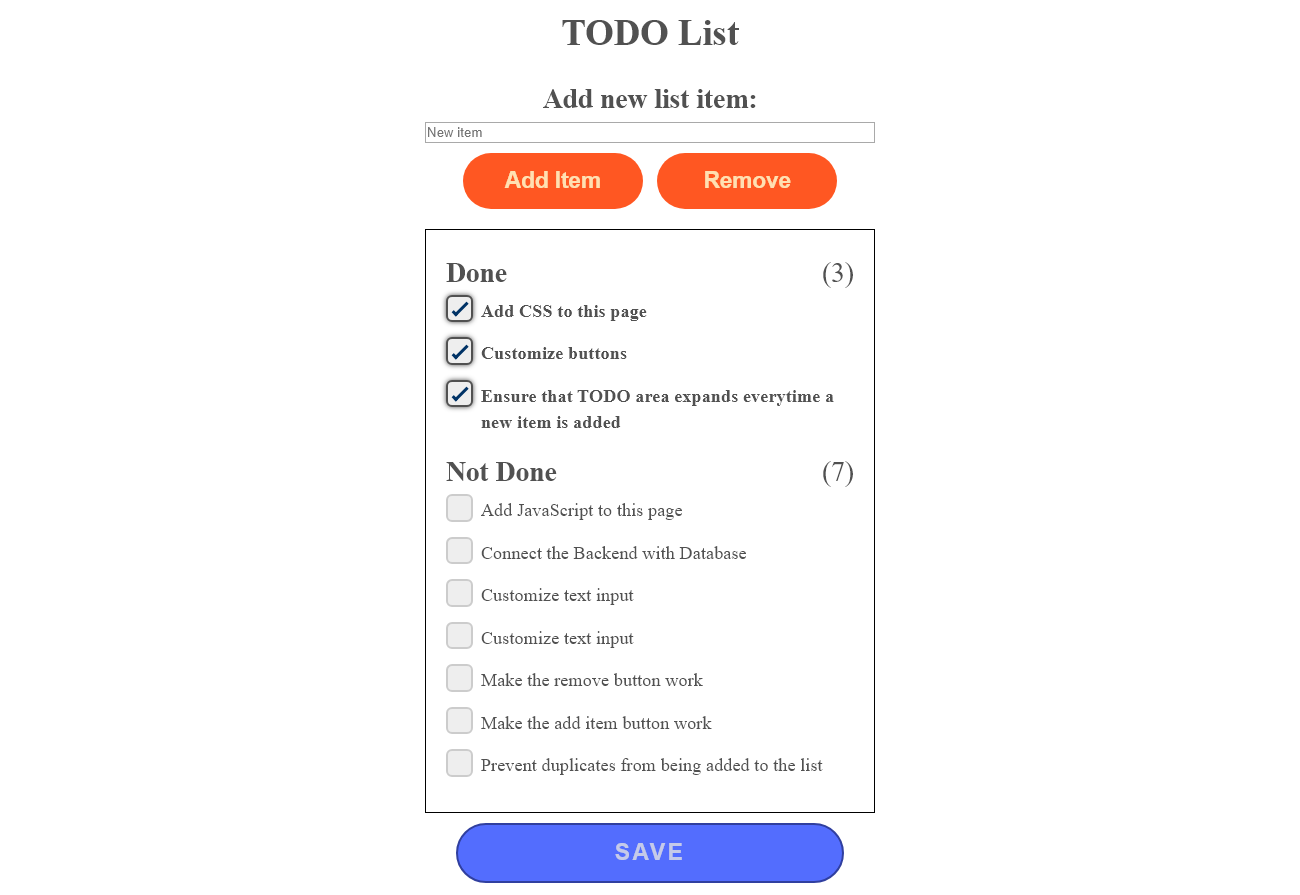 TODO List
Add new list item:
New item
Add Item Remove
Done (3)
Add CSS to this page
Customize buttons
Ensure that TODO area expands everytime a
new item is added
Not Done (7)
Add JavaScript to this page
Connect the Backend with Database
Customize text input
Customize text input
Make the remove button work
Make the add item button work
Prevent duplicates from being added to the list
SAVE